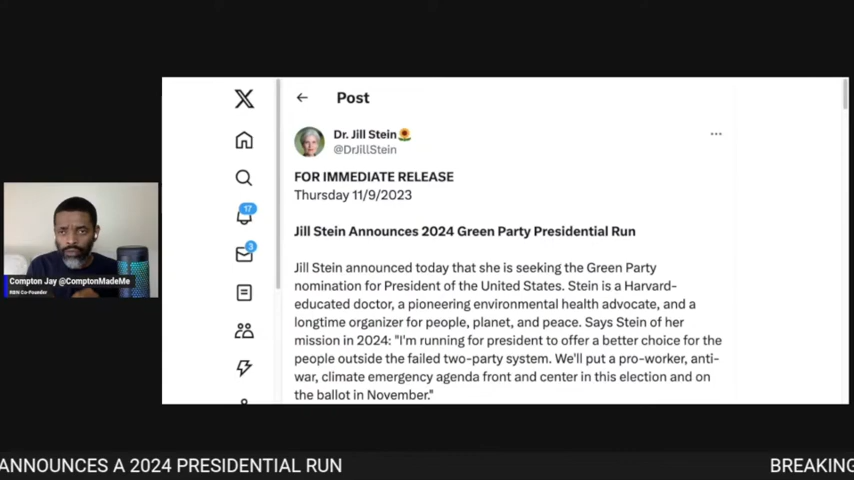 Post
Dr. Jill Stein🌻
@DrJillStein
FOR IMMEDIATE RELEASE
Thursday 11/9/2023
Jill Stein Announces 2024 Green Party Presidential Run
Jill Stein announced today that she is seeking the Green Party
nomination for President of the United States. Stein is a Harvard-
educated doctor, a pioneering environmental health advocate, and a
longtime organizer for people, planet, and peace. Says Stein of her
mission in 2024: "I'm running for president to offer a better choice for the
people outside the failed two-party system. We'll put a pro-worker, anti-
war, climate emergency agenda front and center in this election and on
the ballot in November."
17
3
Compton Jay @ComptonMadeMe
RBN Co-Founder
ANNOUNCES A 2024 PRESIDENTIAL RUN
BREAKING